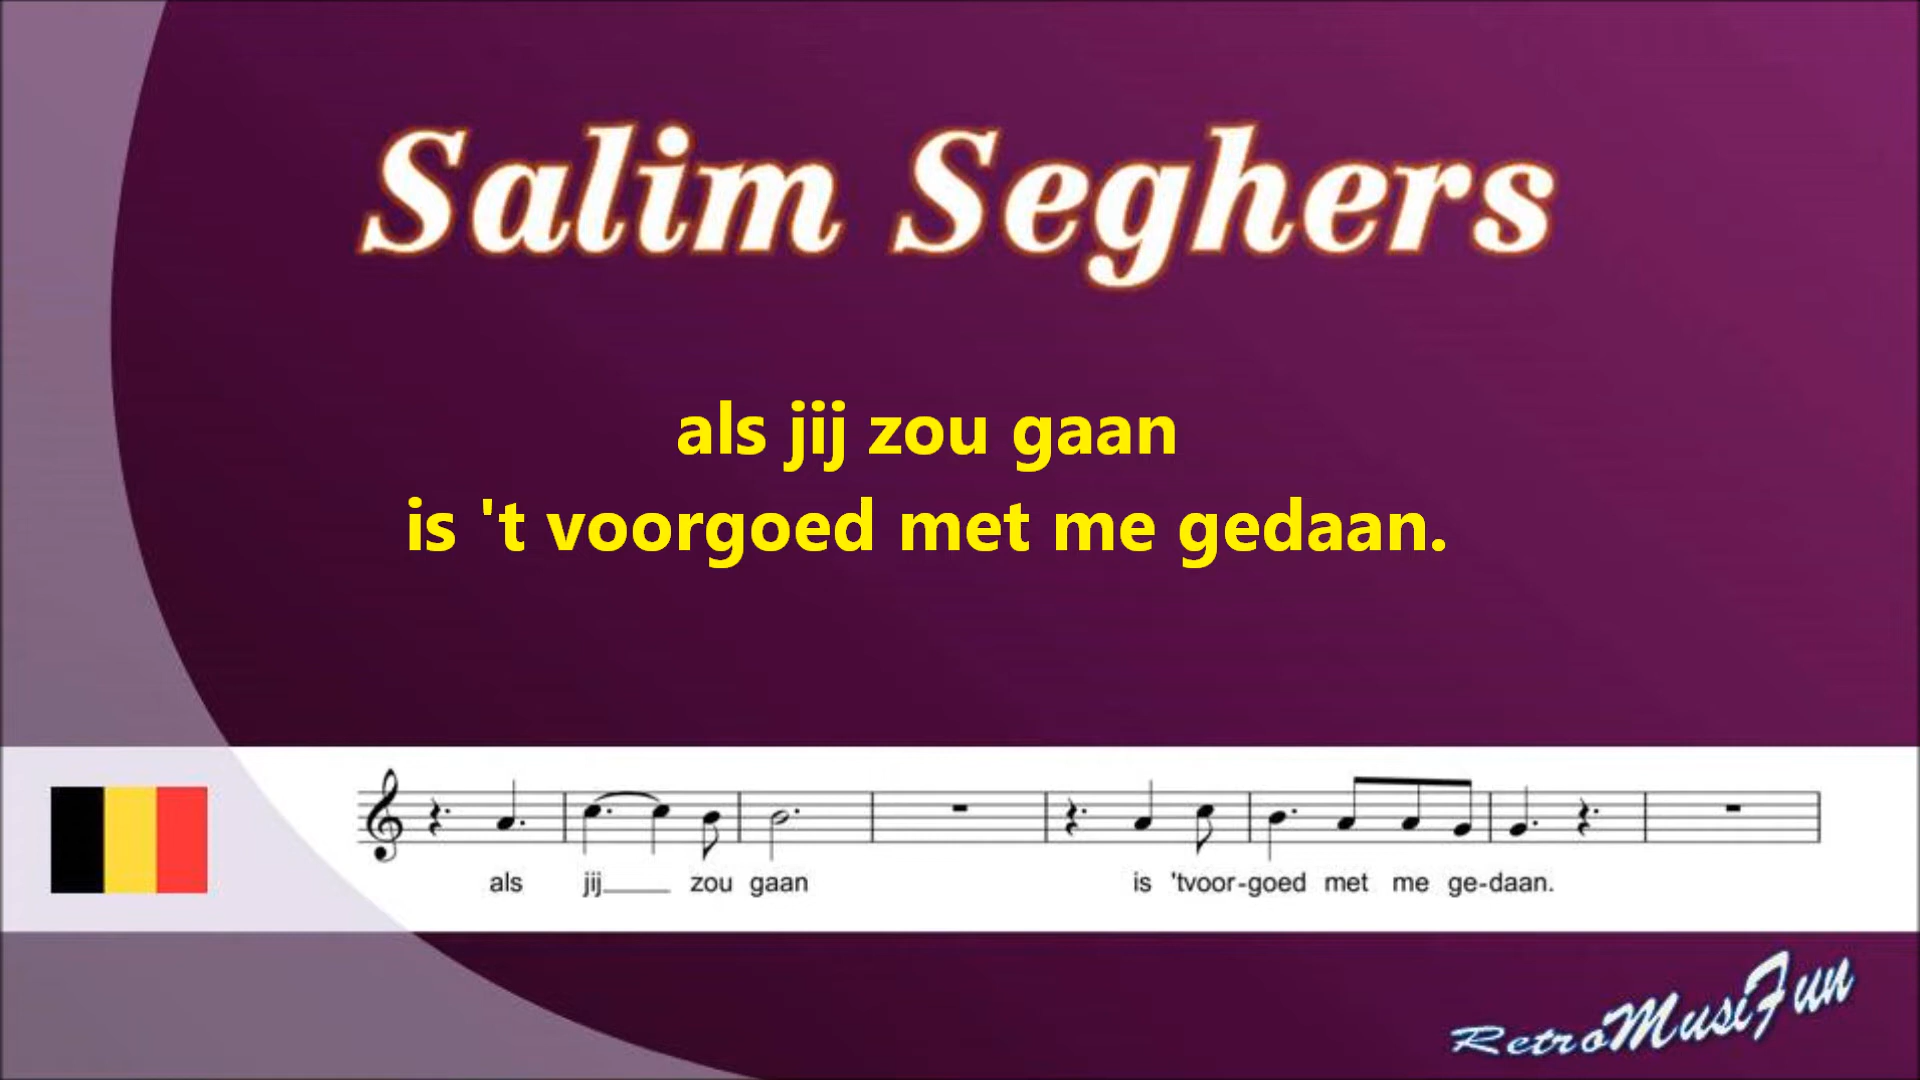 Salim Seghers
als jij zou gaan
is 't voorgoed met me gedaan.
als jij____ zou gaan is 'tvoor-goed met me ge-daan.
RetroMusiFun